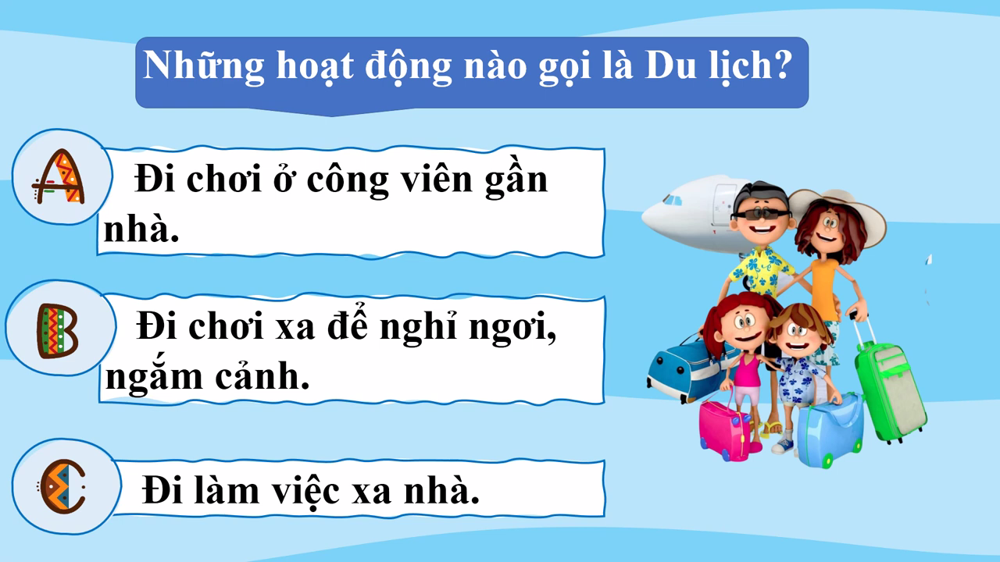 Những hoạt động nào gọi là Du lịch?
A
Đi chơi ở công viên gần
nhà.
B
Đi chơi xa để nghỉ ngơi,
ngắm cảnh.
C
Đi làm việc xa nhà.